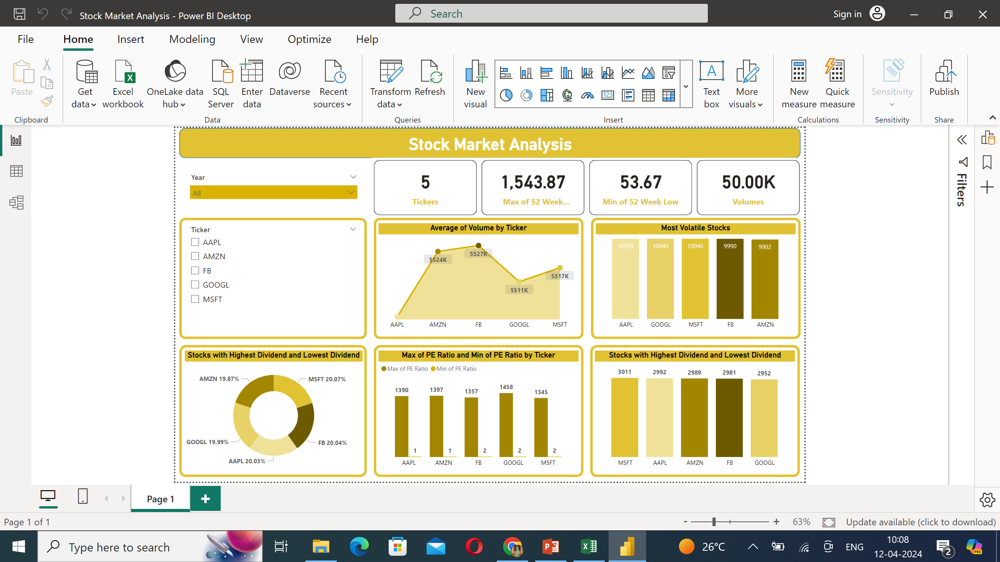 Stock Market Analysis - Power BI Desktop
Search
Sign in
File Home Insert Modeling View Optimize Help
Paste
Get data
Excel workbook
OneLake data hub
SQL Server
Enter data
Dataverse
Recent sources
Transform data
Refresh
New visual
123
A
Text box
More visuals
New measure
Quick measure
Sensitivity
Publish
Clipboard
Data
Queries
Insert
Calculations
Sensitivity
Share
Stock Market Analysis
Year
All
5
Tickers
1,543.87
Max of 52 Week...
53.67
Min of 52 Week Low
50.00K
Volumes
Filters
Ticker
AAPL
AMZN
FB
GOOGL
MSFT
Average of Volume by Ticker
5524K
5527K
5511K
5517K
AAPL AMZN FB GOOGL MSFT
Most Volatile Stocks
10059 10049 10046 9990 9902
AAPL GOOGL MSFT FB AMZN
Stocks with Highest Dividend and Lowest Dividend
AMZN 19.87%
MSFT 20.07%
GOOGL 19.99%
FB 20.04%
AAPL 20.03%
Max of PE Ratio and Min of PE Ratio by Ticker
Max of PE Ratio Min of PE Ratio
1390 1397 1357 1458 1345
1 1 2 2 2
AAPL AMZN FB GOOGL MSFT
Stocks with Highest Dividend and Lowest Dividend
3011 2992 2989 2981 2952
MSFT AAPL AMZN FB GOOGL
Page 1
+
Page 1 of 1
- +
63%
Update available (click to download)
Type here to search
26°C
ENG
10:08
12-04-2024
2
PRE